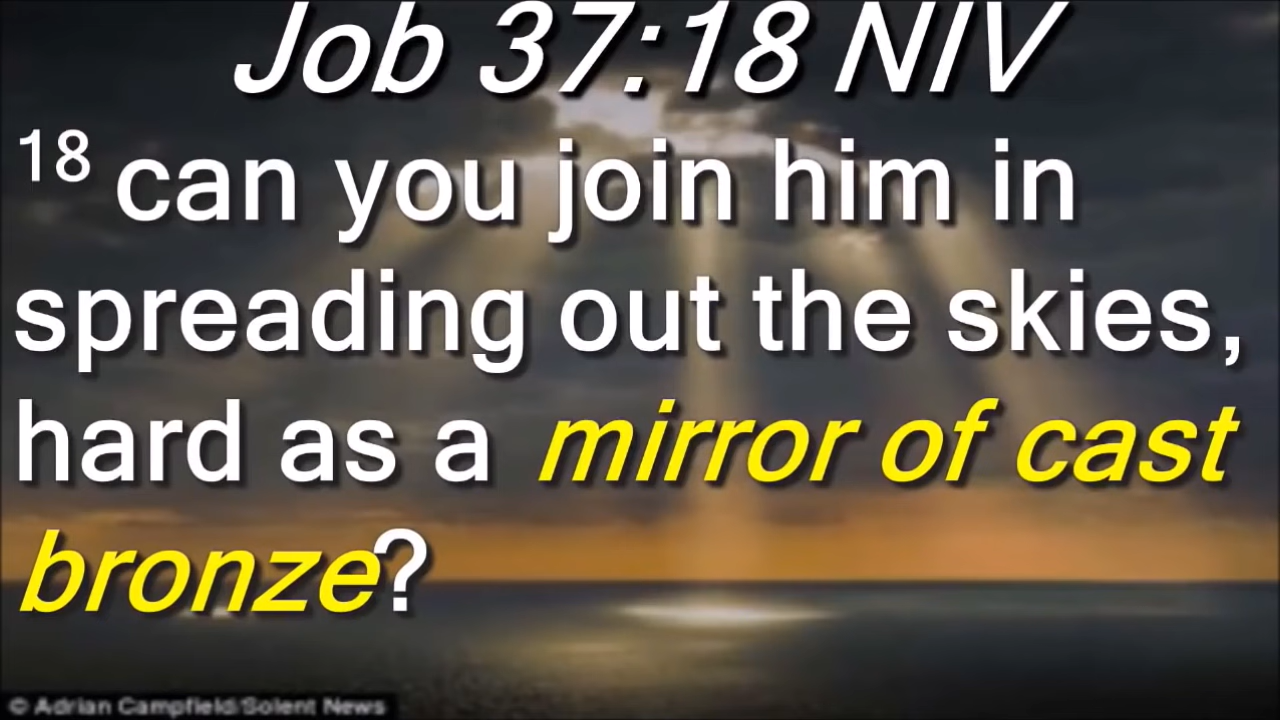 Job 37:18 NIV
18 can you join him in
spreading out the skies,
hard as a mirror of cast
bronze?
© Adrian Campfield/Solent News